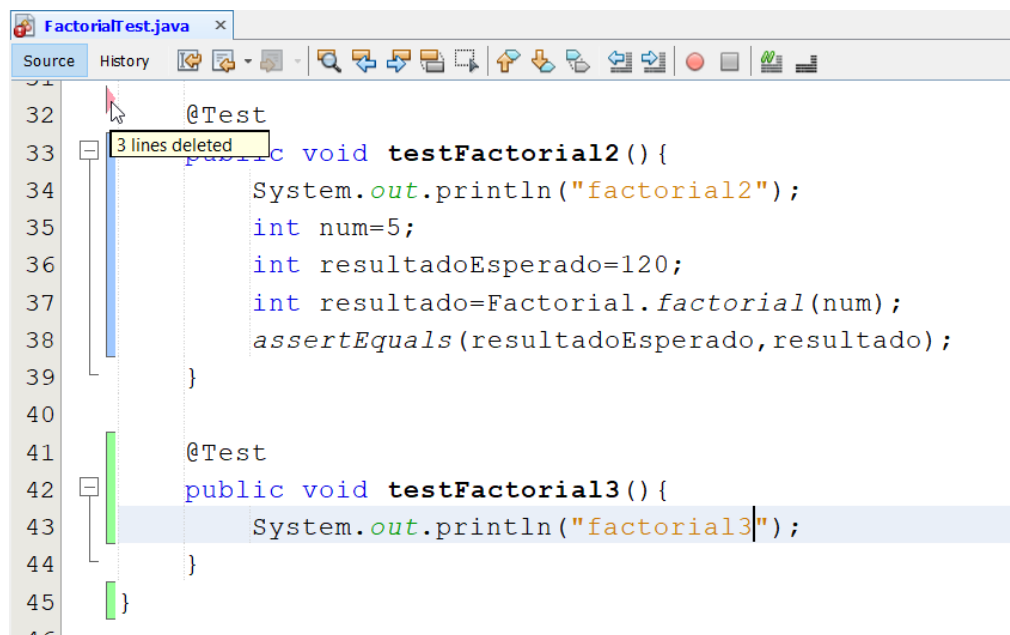 FactorialTest.java ×
Source History
32 @Test
3 lines deleted
33 public void testFactorial2(){
34 System.out.println("factorial2");
35 int num=5;
36 int resultadoEsperado=120;
37 int resultado=Factorial.factorial(num);
38 assertEquals(resultadoEsperado,resultado);
39 }
40
41 @Test
42 public void testFactorial3(){
43 System.out.println("factorial3");
44 }
45 }